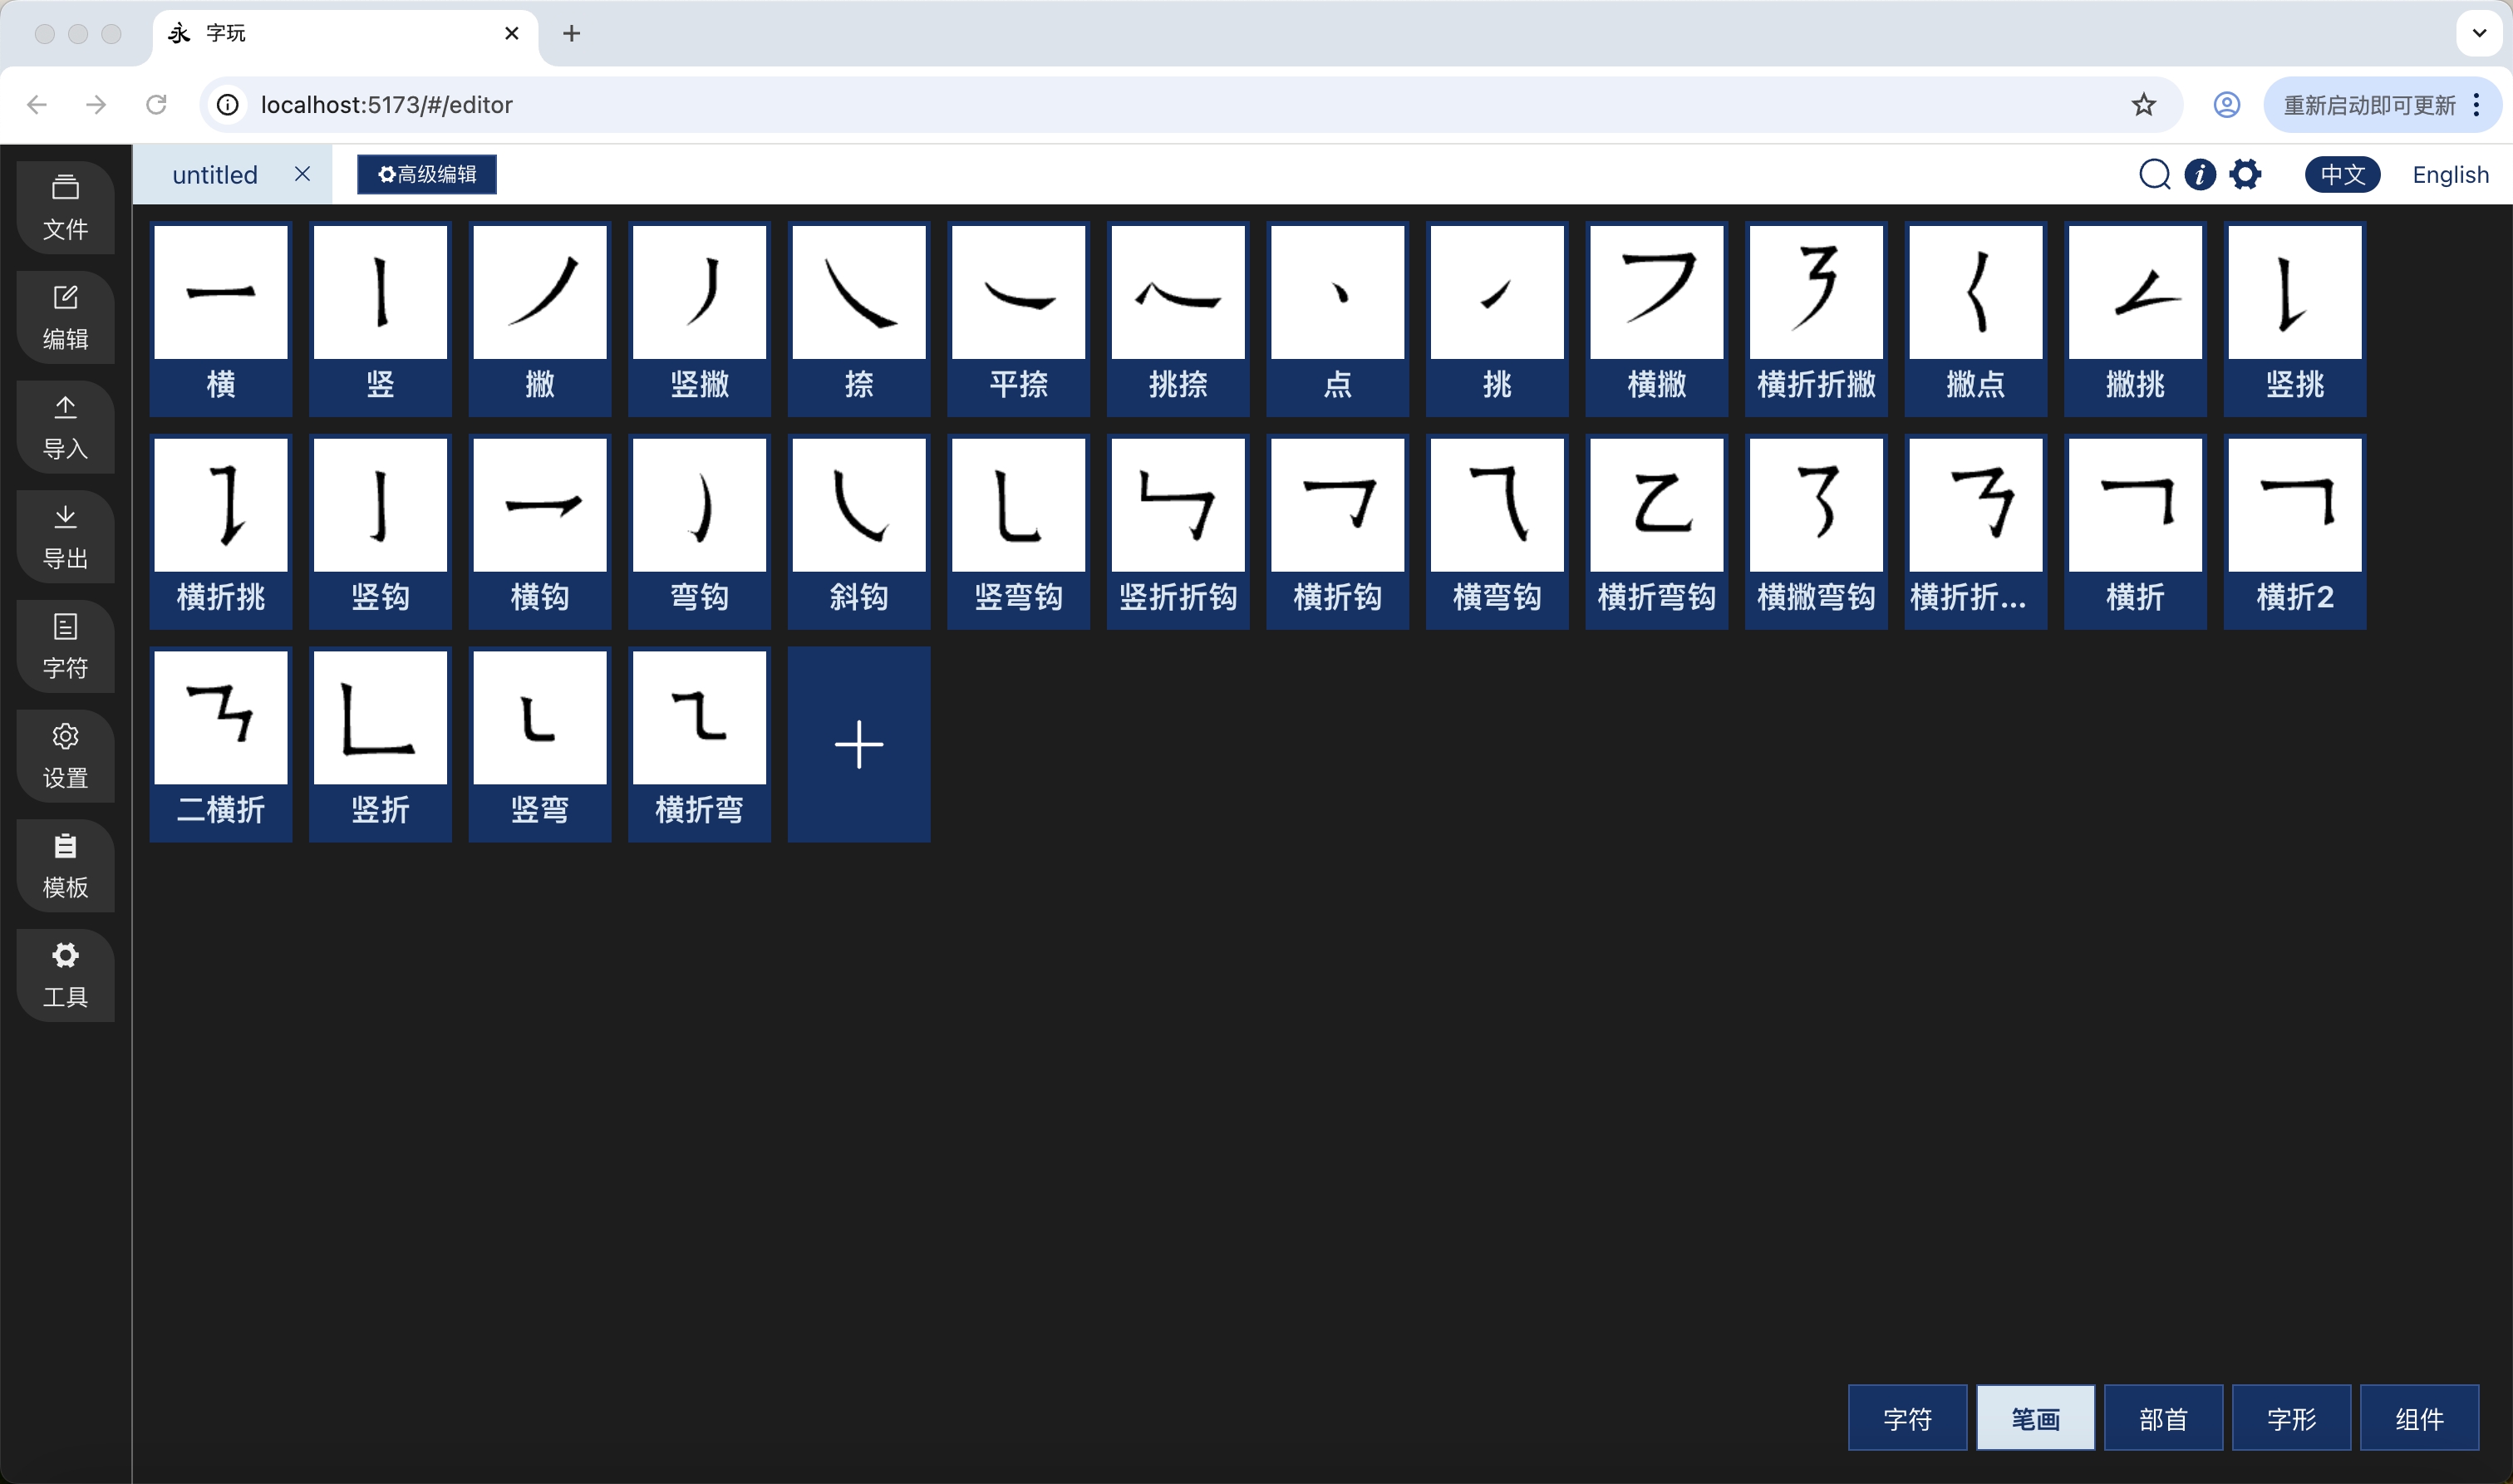 字玩
localhost:5173/#/editor
重新启动即可更新
untitled
高级编辑
中文 English
文件
编辑
导入
导出
字符
设置
模板
工具
横 竖 撇 竖撇 捺 平捺 挑捺 点 挑 横撇 横折折撇 撇点 撇挑 竖挑
横折挑 竖钩 横钩 弯钩 斜钩 竖弯钩 竖折折钩 横折钩 横弯钩 横折弯钩 横撇弯钩 横折折... 横折 横折2
二横折 竖折 竖弯 横折弯
字符 笔画 部首 字形 组件